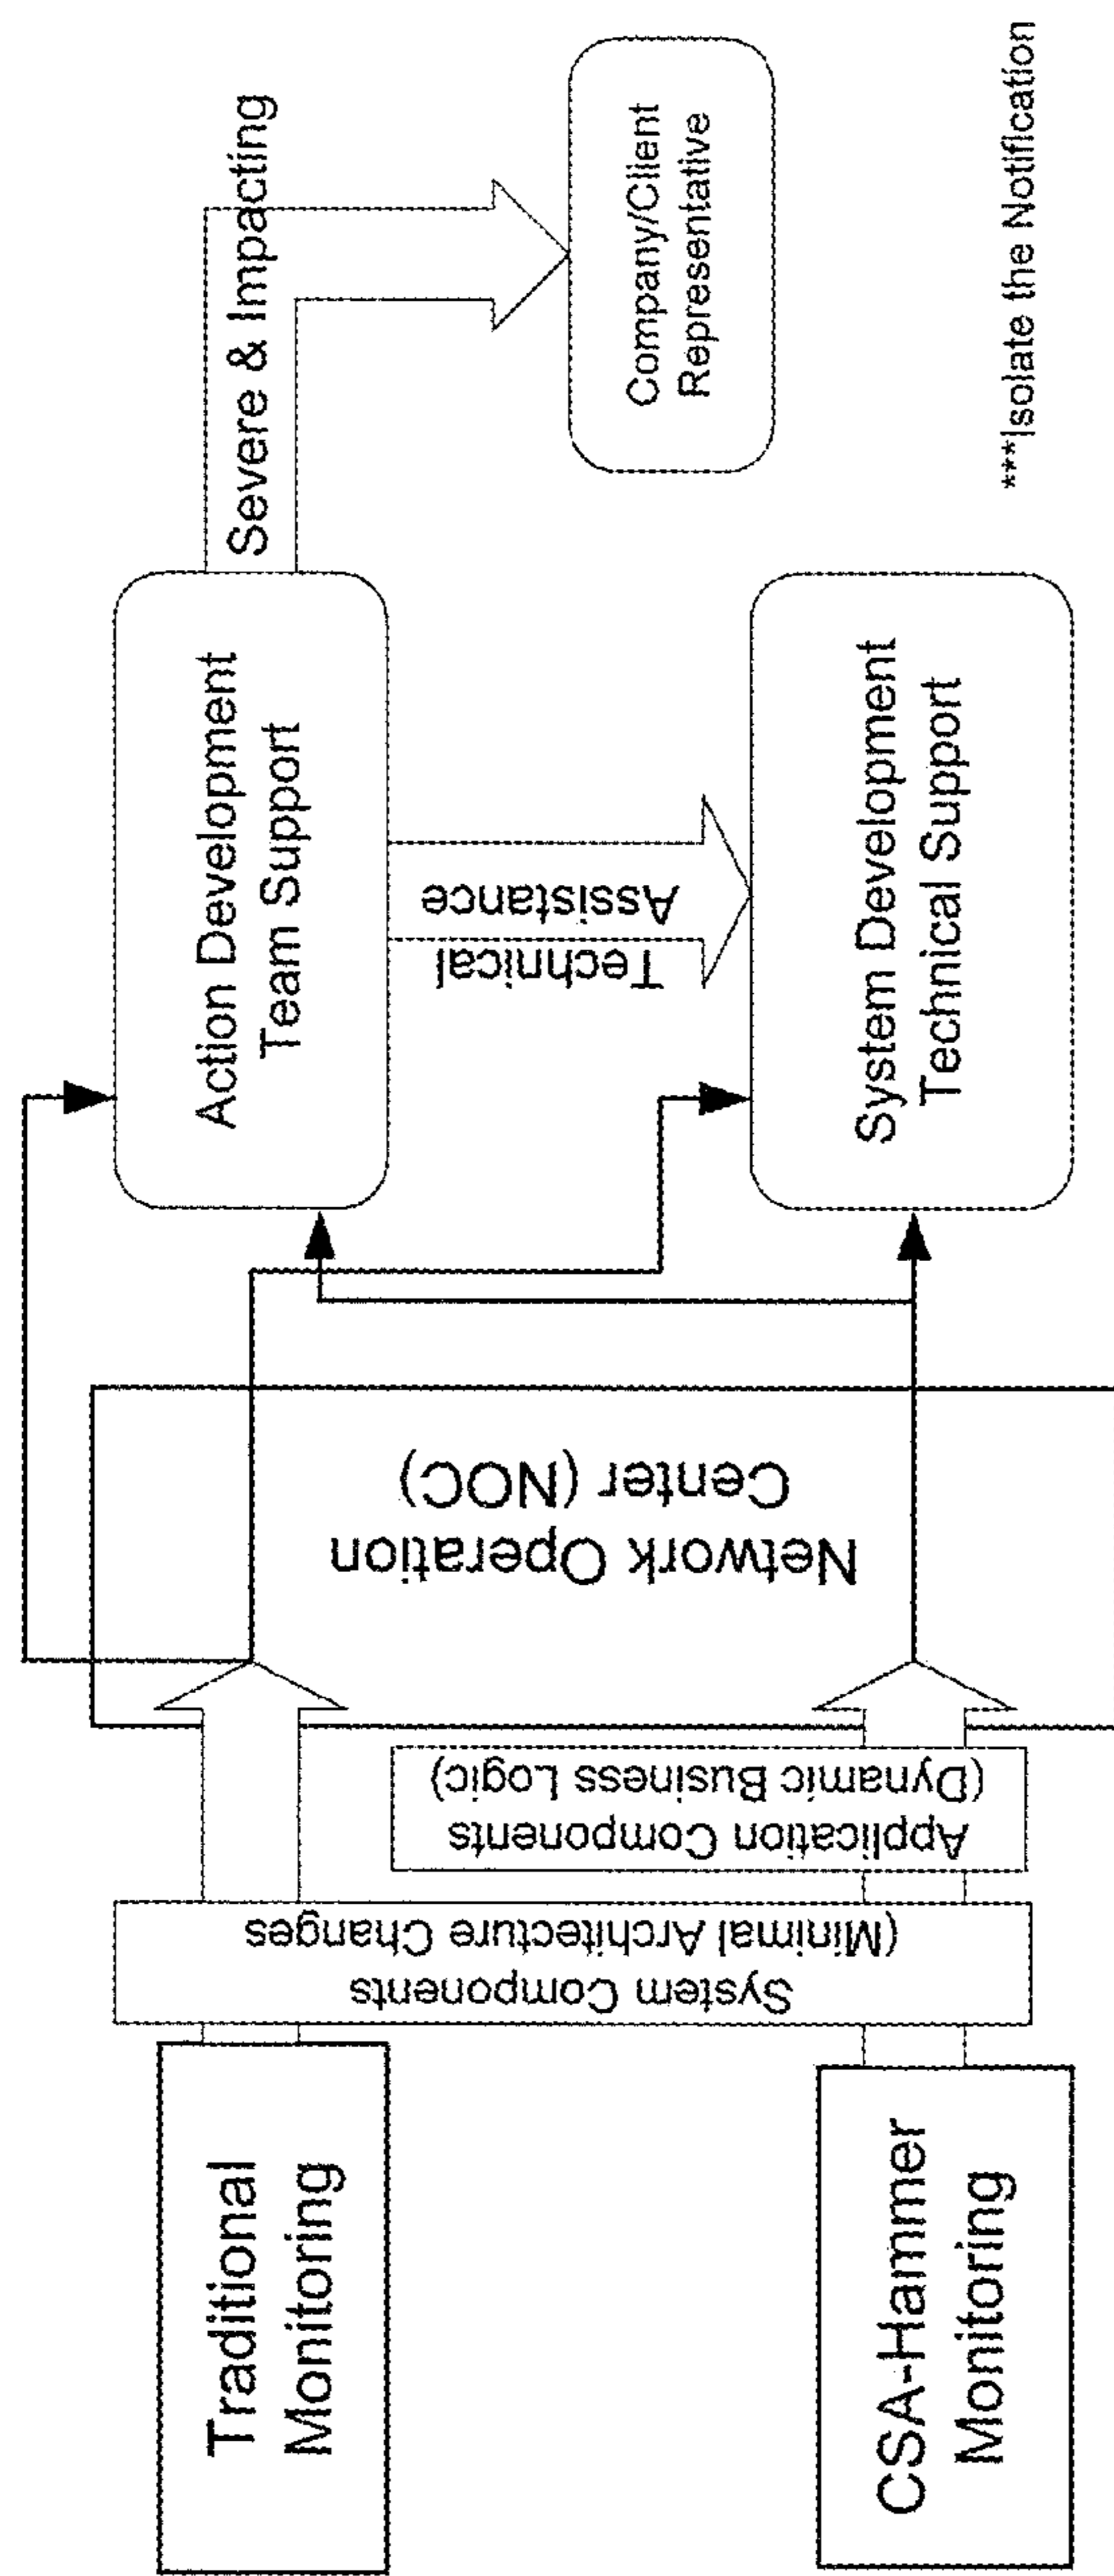 Traditional
Monitoring
CSA-Hammer
Monitoring
System Components
(Minimal Architecture Changes
Application Components
(Dynamic Business Logic)
Network Operation
Center (NOC)
Action Development
Team Support
Technical
Assistance
System Development
Technical Support
Severe & Impacting
Company/Client
Representative
***Isolate the Notification